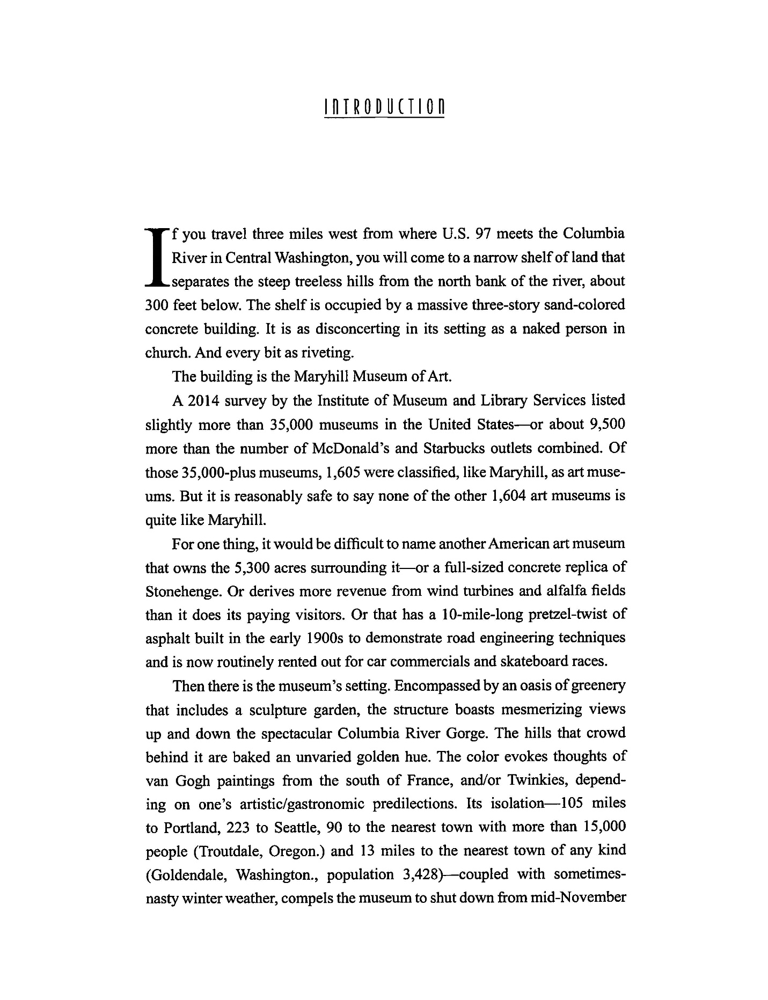 INTRODUCTION
If you travel three miles west from where U.S. 97 meets the Columbia
River in Central Washington, you will come to a narrow shelf of land that
separates the steep treeless hills from the north bank of the river, about
300 feet below. The shelf is occupied by a massive three-story sand-colored
concrete building. It is as disconcerting in its setting as a naked person in
church. And every bit as riveting.
The building is the Maryhill Museum of Art.
A 2014 survey by the Institute of Museum and Library Services listed
slightly more than 35,000 museums in the United States—or about 9,500
more than the number of McDonald’s and Starbucks outlets combined. Of
those 35,000-plus museums, 1,605 were classified, like Maryhill, as art muse-
ums. But it is reasonably safe to say none of the other 1,604 art museums is
quite like Maryhill.
For one thing, it would be difficult to name another American art museum
that owns the 5,300 acres surrounding it—or a full-sized concrete replica of
Stonehenge. Or derives more revenue from wind turbines and alfalfa fields
than it does its paying visitors. Or that has a 10-mile-long pretzel-twist of
asphalt built in the early 1900s to demonstrate road engineering techniques
and is now routinely rented out for car commercials and skateboard races.
Then there is the museum’s setting. Encompassed by an oasis of greenery
that includes a sculpture garden, the structure boasts mesmerizing views
up and down the spectacular Columbia River Gorge. The hills that crowd
behind it are baked an unvaried golden hue. The color evokes thoughts of
van Gogh paintings from the south of France, and/or Twinkies, depend-
ing on one’s artistic/gastronomic predilections. Its isolation—105 miles
to Portland, 223 to Seattle, 90 to the nearest town with more than 15,000
people (Troutdale, Oregon.) and 13 miles to the nearest town of any kind
(Goldendale, Washington., population 3,428)—coupled with sometimes-
nasty winter weather, compels the museum to shut down from mid-November